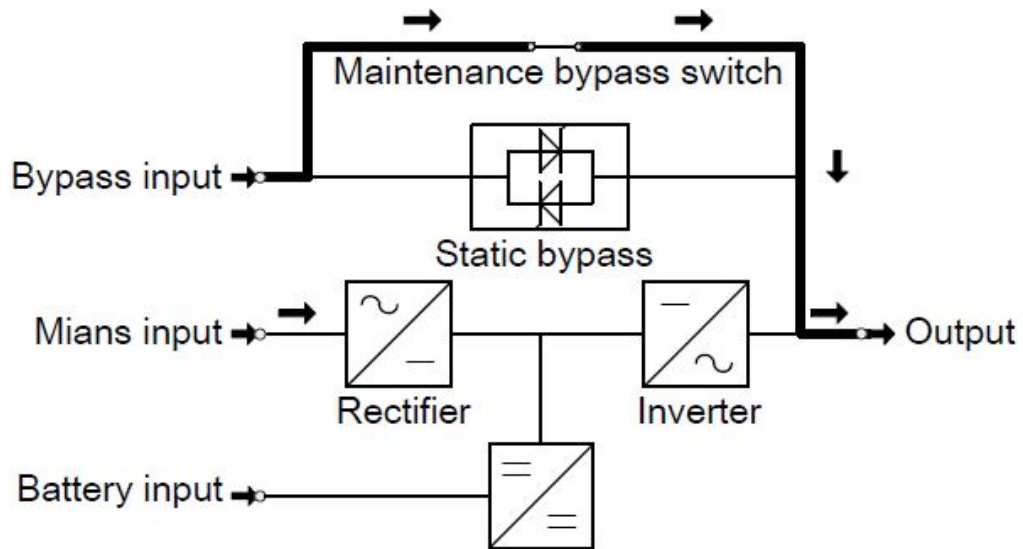 Maintenance bypass switch
Bypass input
Static bypass
Mians input
Output
Rectifier
Inverter
Battery input